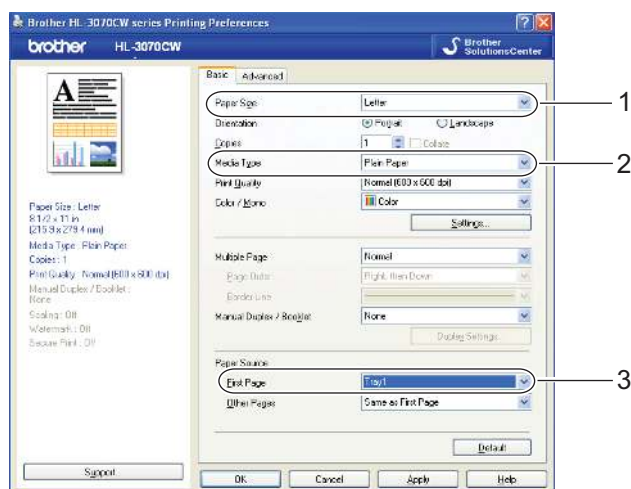 Brother HL-3070CW series Printing Preferences
brother HL-3070CW
Brother SolutionsCenter
Basic Advanced
Paper Size Letter 1
Orientation Portrait Landscape
Copies 1 Collate
Media Type Plain Paper 2
Print Quality Normal (600 x 600 dpi)
Color / Mono Color
Settings...
Paper Size : Letter
8 1/2 x 11 in
(215.9 x 279.4 mm)
Media Type : Plain Paper
Copies : 1
Print Quality : Normal (600 x 600 dpi)
Manual Duplex / Booklet :
None
Scaling : Off
Watermark : Off
Secure Print : Off
Multiple Page Normal
Page Order Right, then Down
Border Line
Manual Duplex / Booklet None
Duplex Settings...
Paper Source
First Page Tray1 3
Other Pages Same as First Page
Default
Support OK Cancel Apply Help